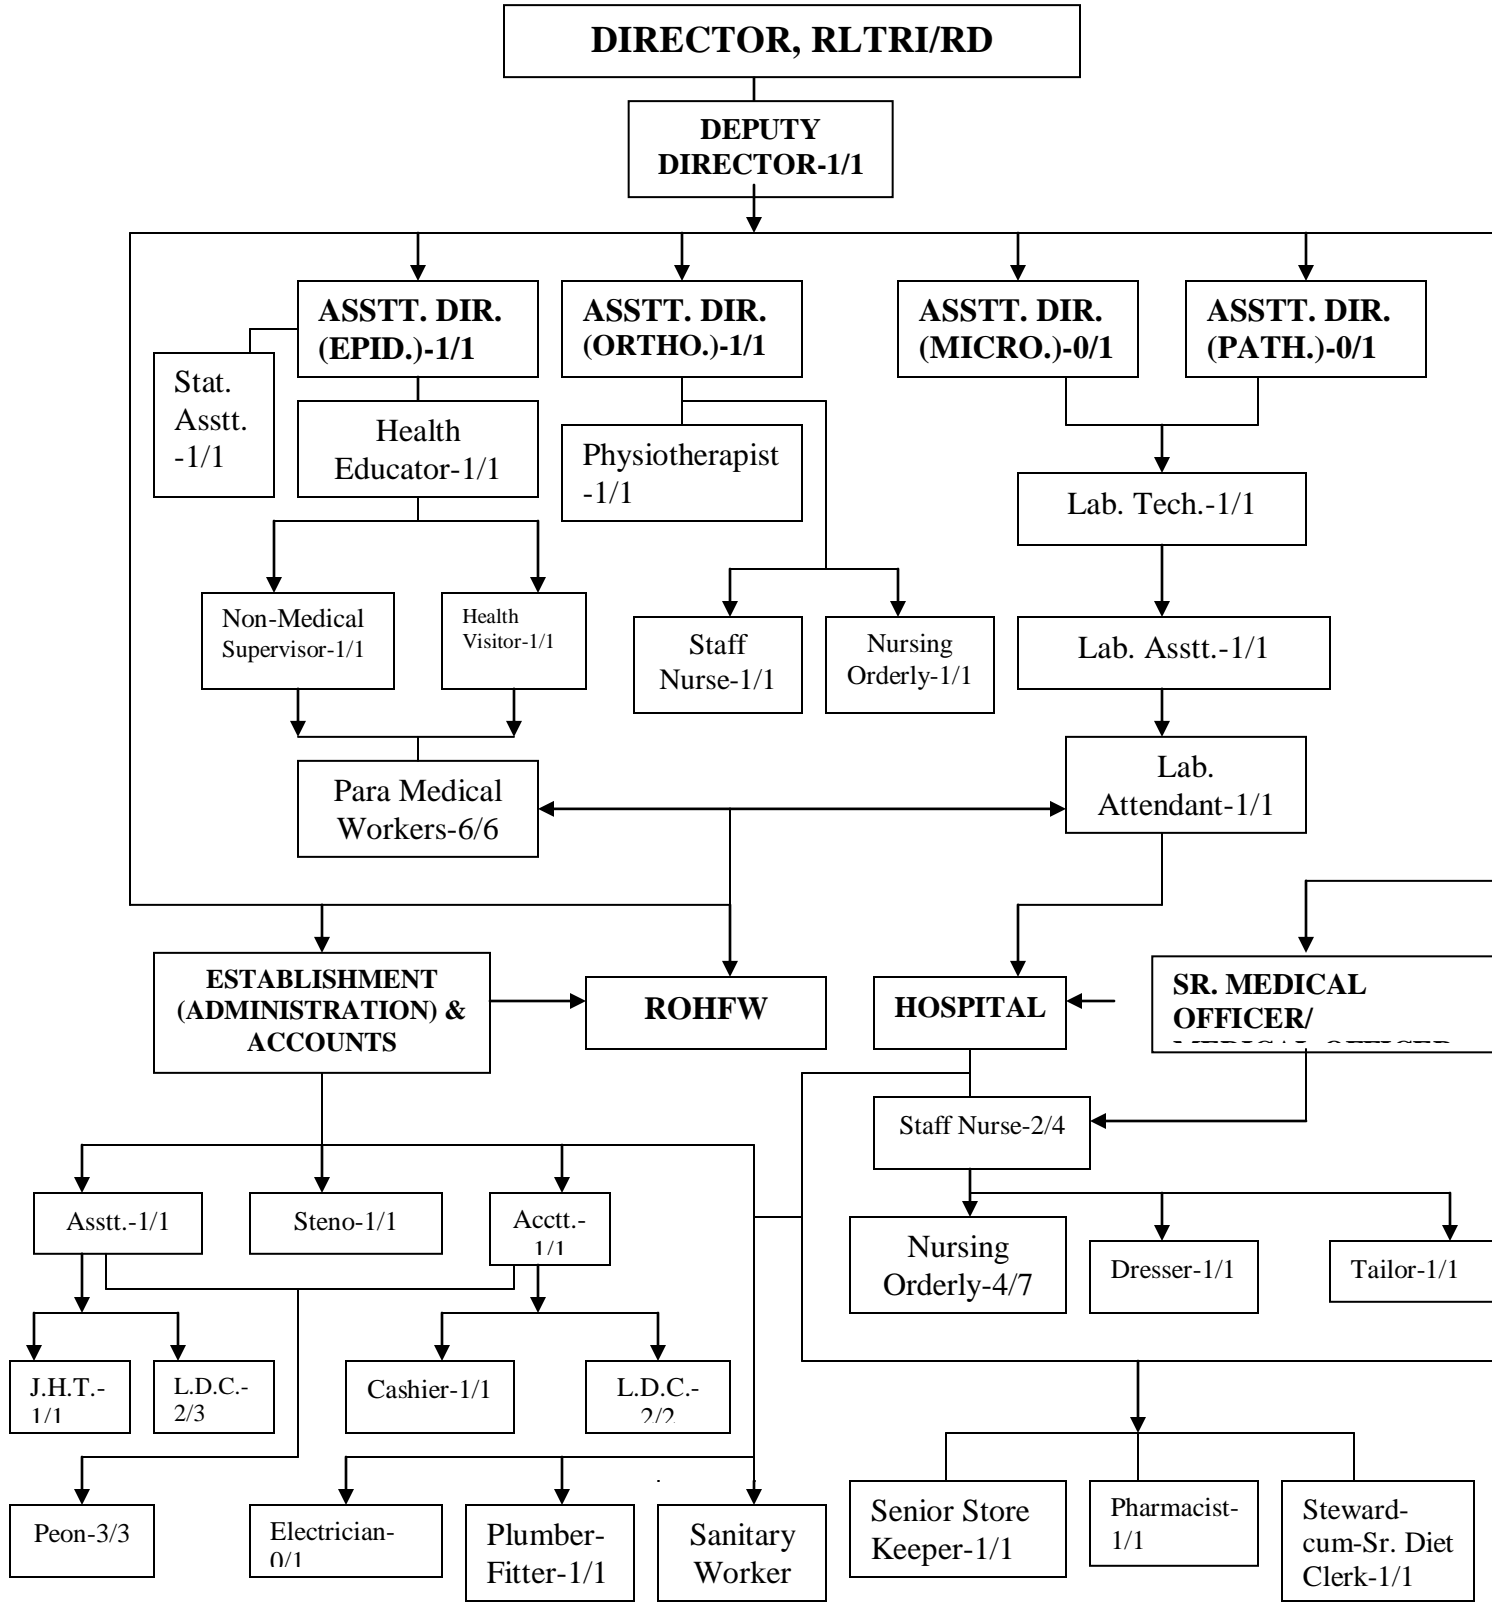 DIRECTOR, RLTRI/RD
DEPUTY
DIRECTOR-1/1
ASSTT. DIR.
(EPID.)-1/1
ASSTT. DIR.
(ORTHO.)-1/1
ASSTT. DIR.
(MICRO.)-0/1
ASSTT. DIR.
(PATH.)-0/1
Stat.
Asstt.
-1/1
Health
Educator-1/1
Physiotherapist
-1/1
Lab. Tech.-1/1
Non-Medical
Supervisor-1/1
Health
Visitor-1/1
Staff
Nurse-1/1
Nursing
Orderly-1/1
Lab. Asstt.-1/1
Para Medical
Workers-6/6
Lab.
Attendant-1/1
ESTABLISHMENT
(ADMINISTRATION) &
ACCOUNTS
ROHFW
HOSPITAL
SR. MEDICAL
OFFICER/
MEDICAL OFFICER
Staff Nurse-2/4
Asstt.-1/1
Steno-1/1
Acctt.-
1/1
Nursing
Orderly-4/7
Dresser-1/1
Tailor-1/1
J.H.T.-
1/1
L.D.C.-
2/3
Cashier-1/1
L.D.C.-
2/2
Peon-3/3
Electrician-
0/1
Plumber-
Fitter-1/1
Sanitary
Worker
Senior Store
Keeper-1/1
Pharmacist-
1/1
Steward-
cum-Sr. Diet
Clerk-1/1